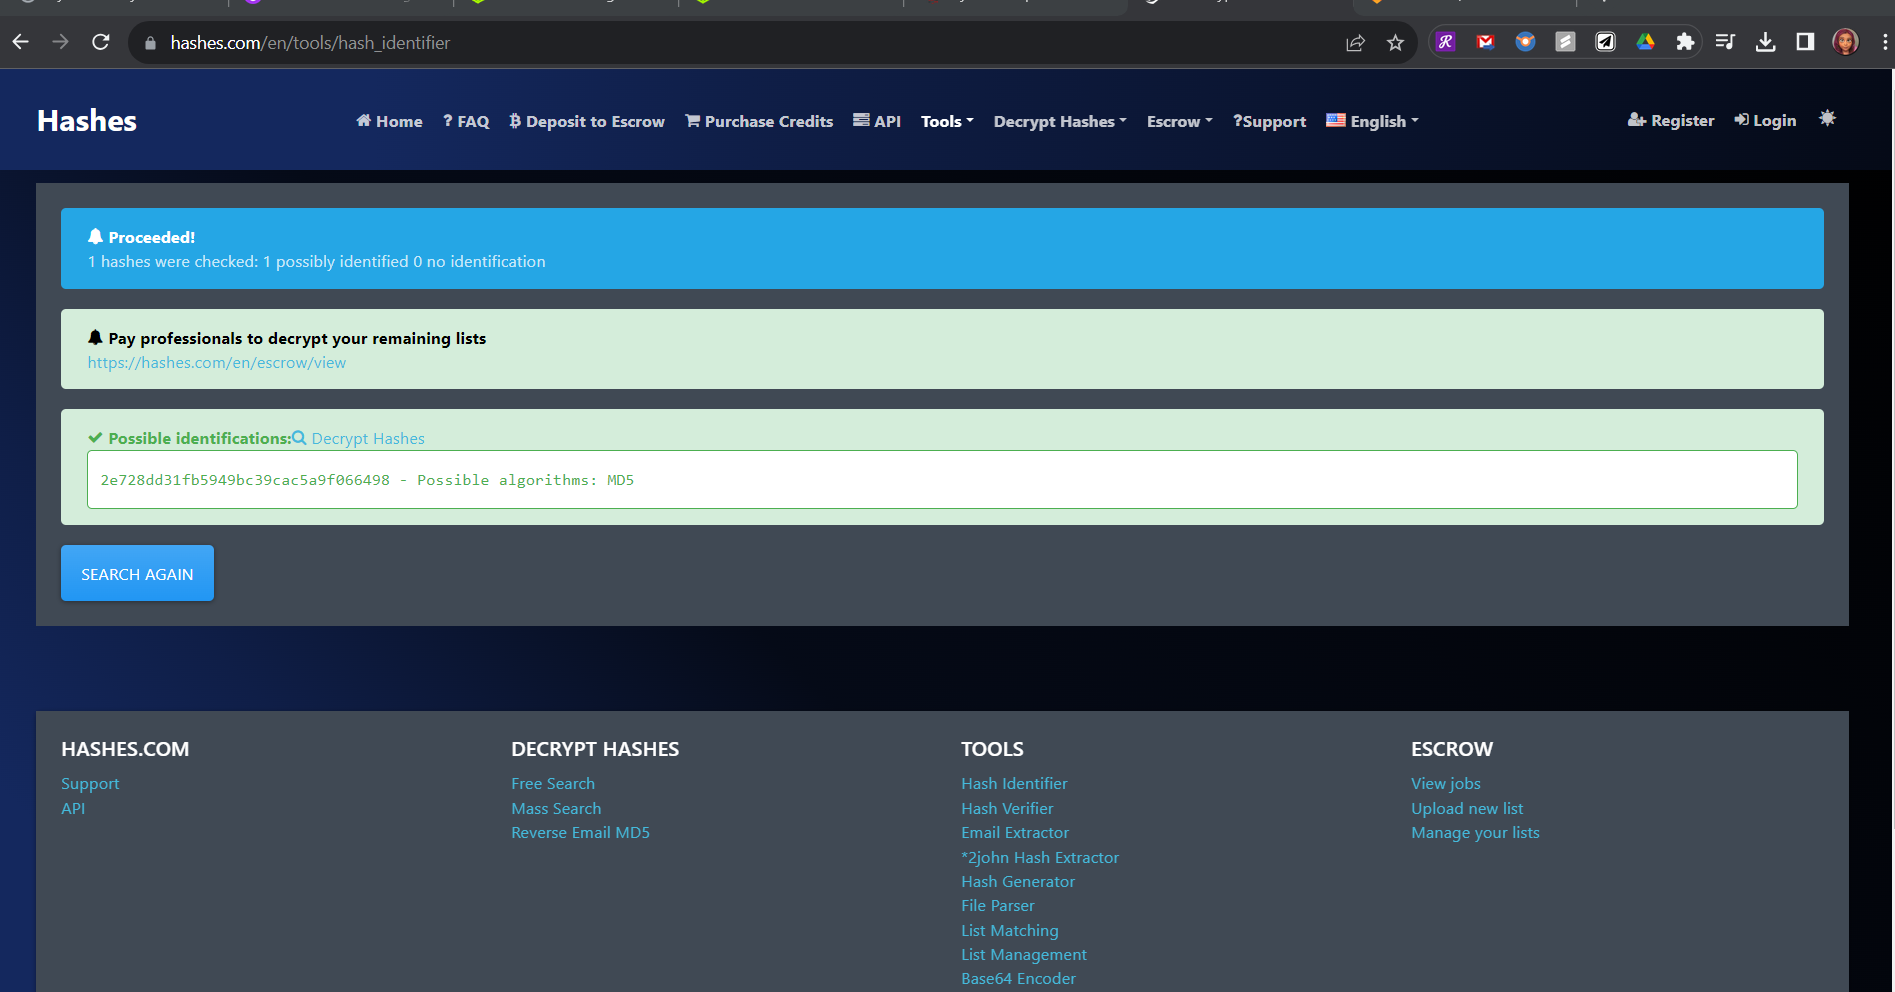 hashes.com/en/tools/hash_identifier
Hashes
Home ? FAQ Deposit to Escrow Purchase Credits API Tools Decrypt Hashes Escrow ?Support English Register Login
Proceeded!
1 hashes were checked: 1 possibly identified 0 no identification
Pay professionals to decrypt your remaining lists
https://hashes.com/en/escrow/view
Possible identifications: Decrypt Hashes
2e728dd31fb5949bc39cac5a9f066498 - Possible algorithms: MD5
SEARCH AGAIN
HASHES.COM
Support
API
DECRYPT HASHES
Free Search
Mass Search
Reverse Email MD5
TOOLS
Hash Identifier
Hash Verifier
Email Extractor
*2john Hash Extractor
Hash Generator
File Parser
List Matching
List Management
Base64 Encoder
ESCROW
View jobs
Upload new list
Manage your lists